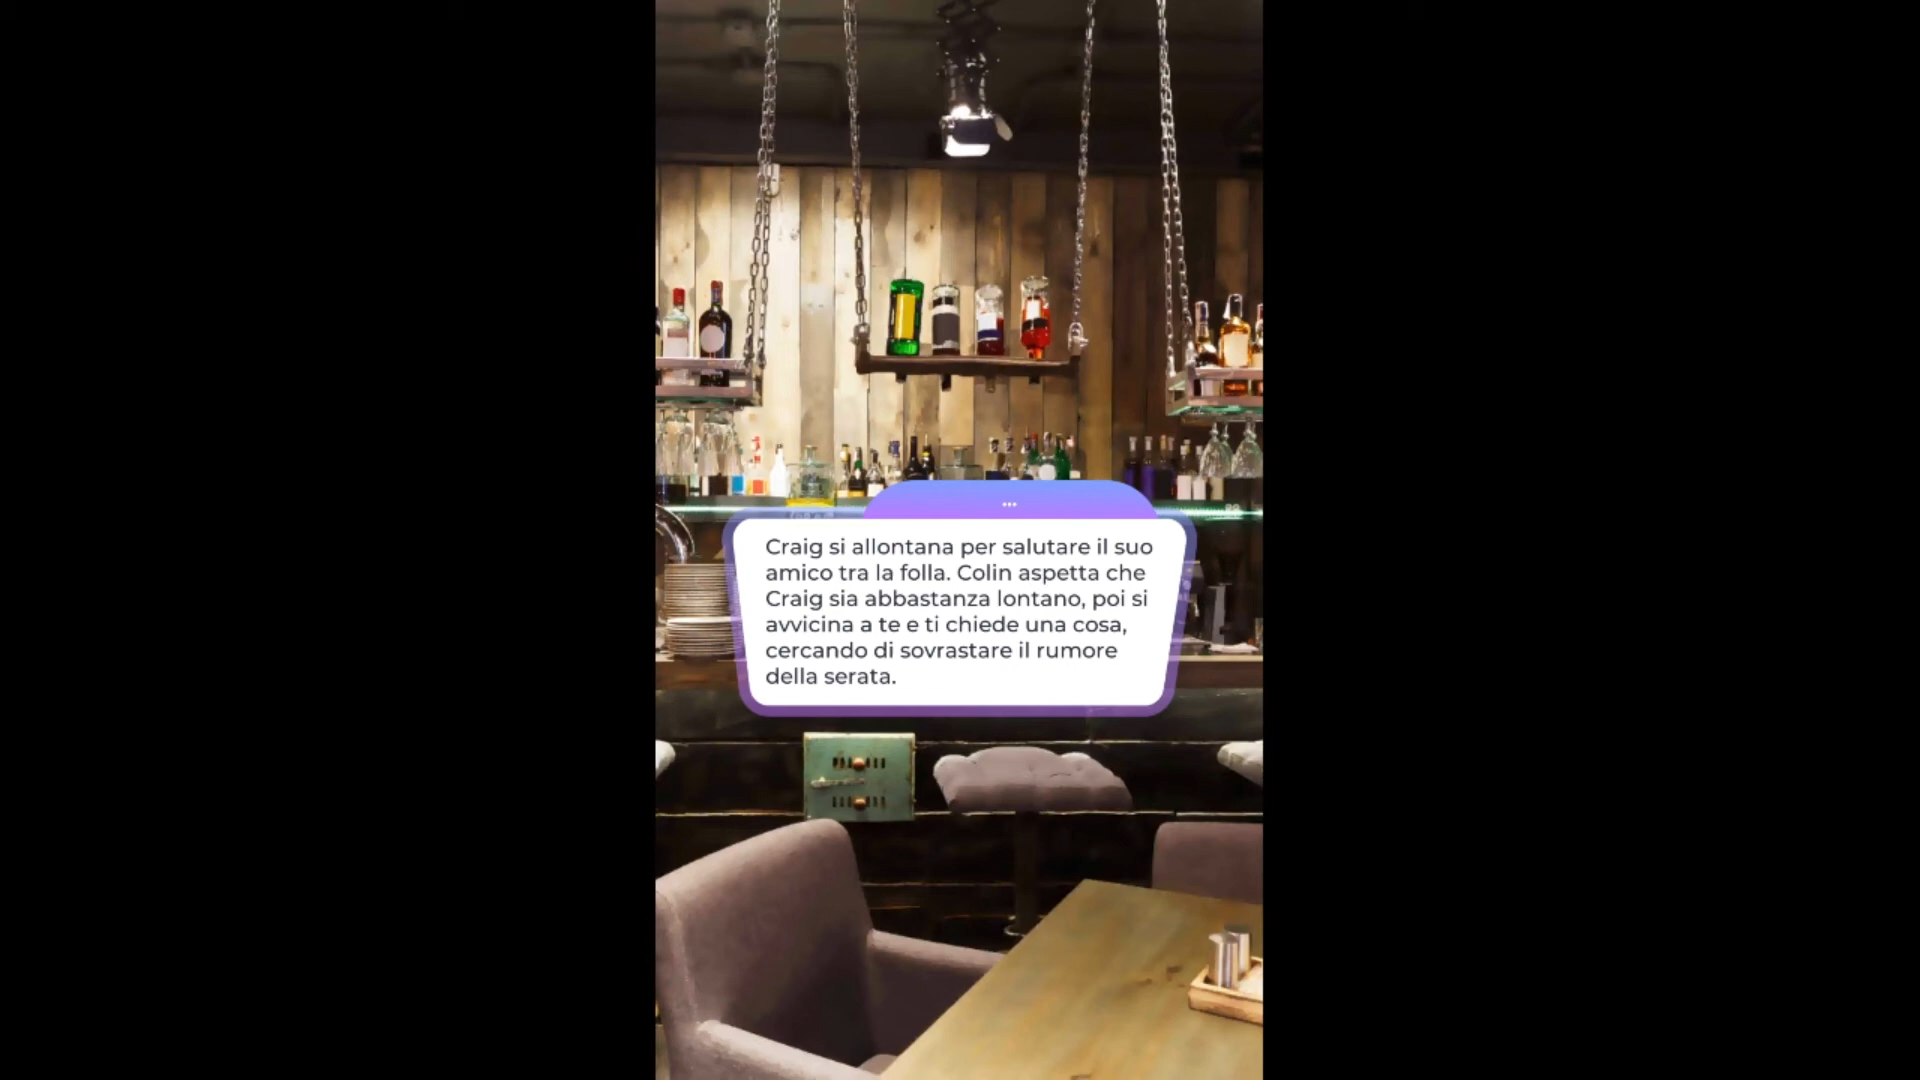 ...
Craig si allontana per salutare il suo
amico tra la folla. Colin aspetta che
Craig sia abbastanza lontano, poi si
avvicina a te e ti chiede una cosa,
cercando di sovrastare il rumore
della serata.